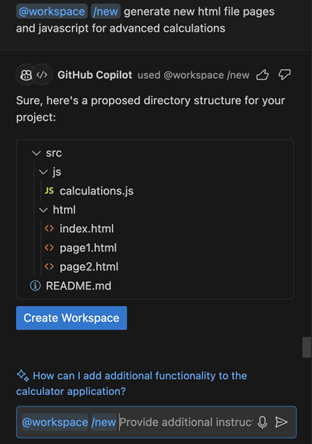 @workspace /new generate new html file pages
and javascript for advanced calculations
GitHub Copilot used @workspace /new
Sure, here's a proposed directory structure for your
project:
src
js
JS calculations.js
html
<> index.html
<> page1.html
<> page2.html
README.md
Create Workspace
How can I add additional functionality to the
calculator application?
@workspace /new Provide additional instruc